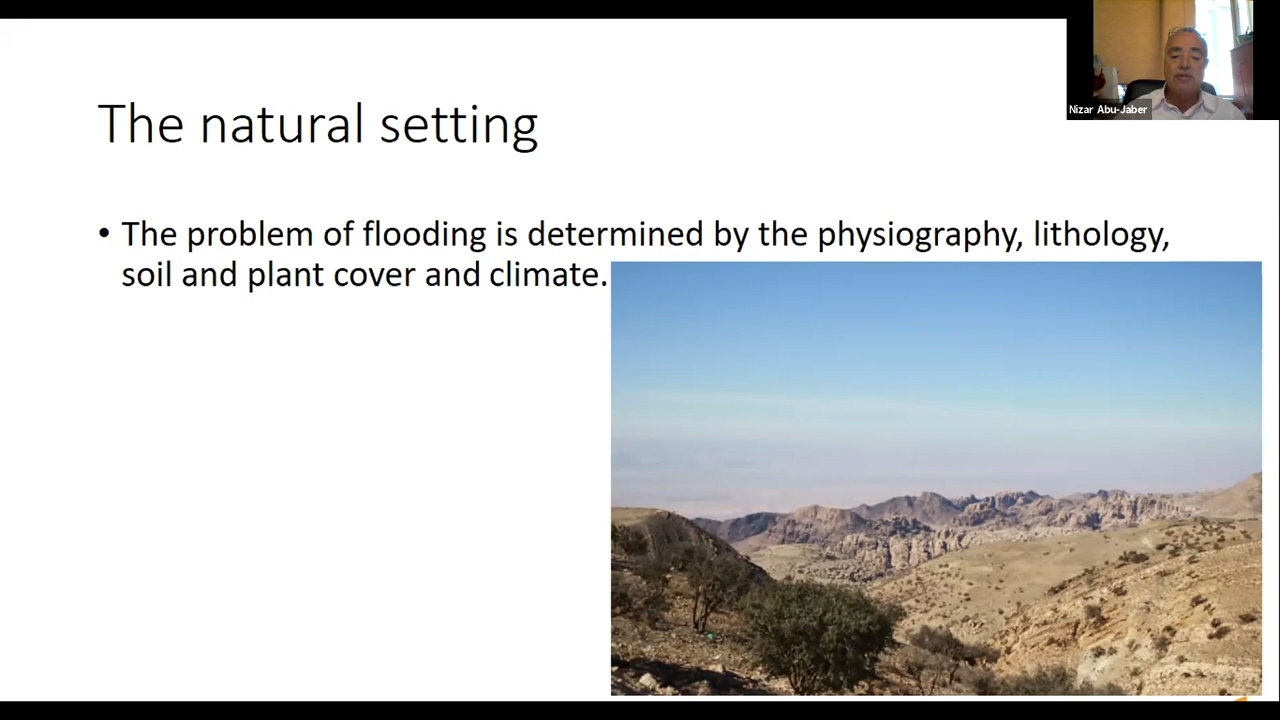 Nizar Abu-Jaber
The natural setting
• The problem of flooding is determined by the physiography, lithology,
soil and plant cover and climate.